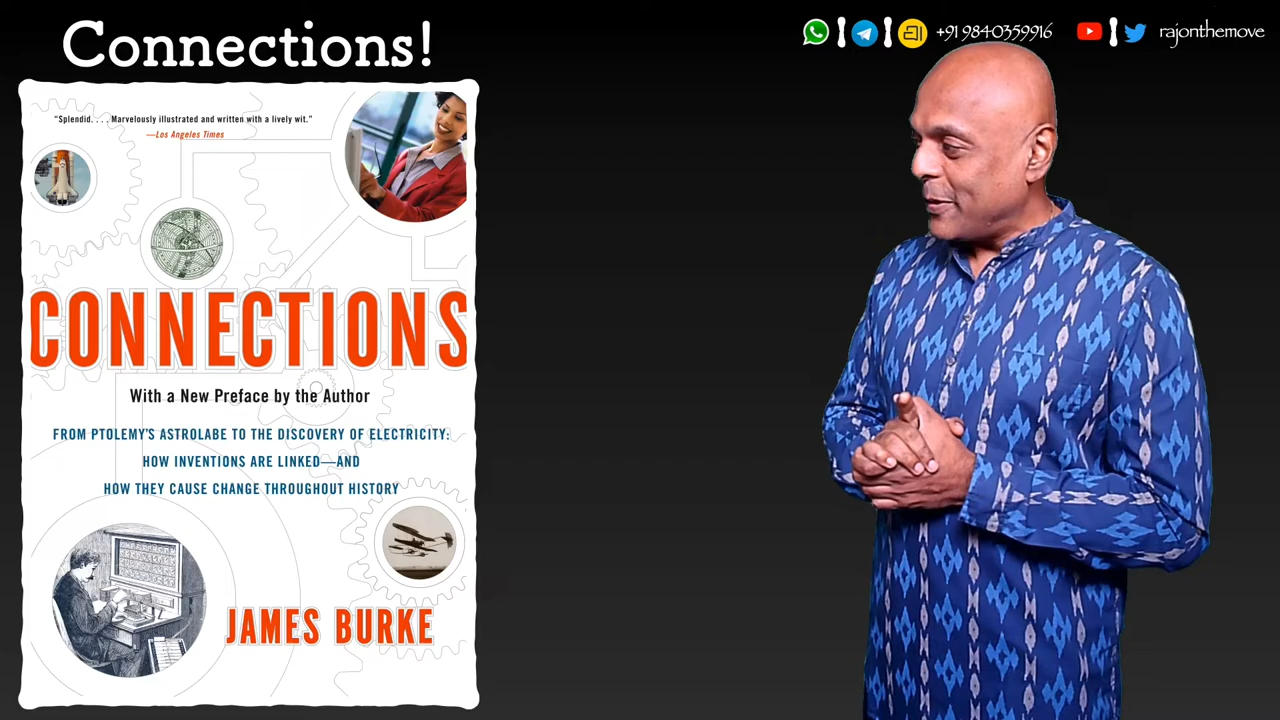 Connections!
+91 9840359916
rajonthemove
"Splendid. . . . Marvelously illustrated and written with a lively wit."
—Los Angeles Times
CONNECTIONS
With a New Preface by the Author
FROM PTOLEMY'S ASTROLABE TO THE DISCOVERY OF ELECTRICITY:
HOW INVENTIONS ARE LINKED—AND
HOW THEY CAUSE CHANGE THROUGHOUT HISTORY
JAMES BURKE